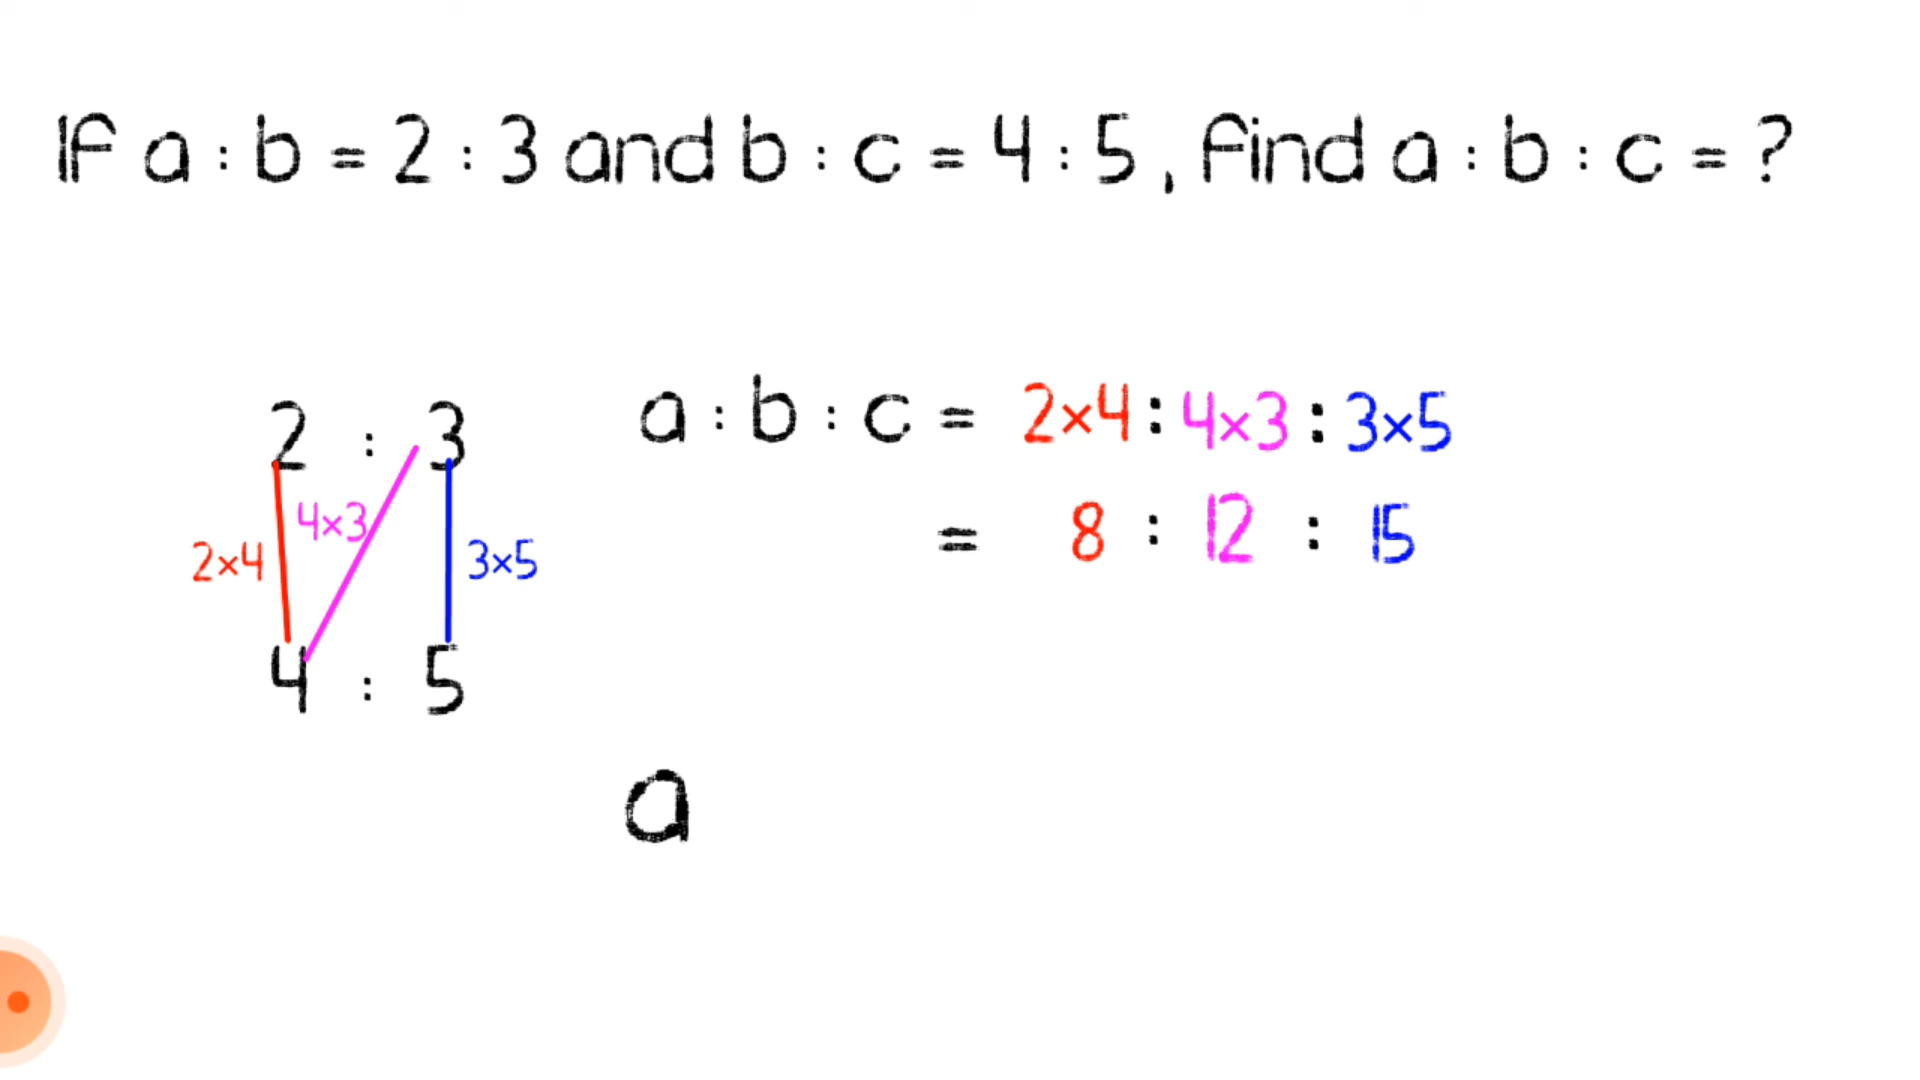 If a : b = 2 : 3 and b : c = 4 : 5 , find a : b : c = ?
2 : 3
a : b : c = 2×4 : 4×3 : 3×5
= 8 : 12 : 15
4×3
2×4
3×5
4 : 5
a